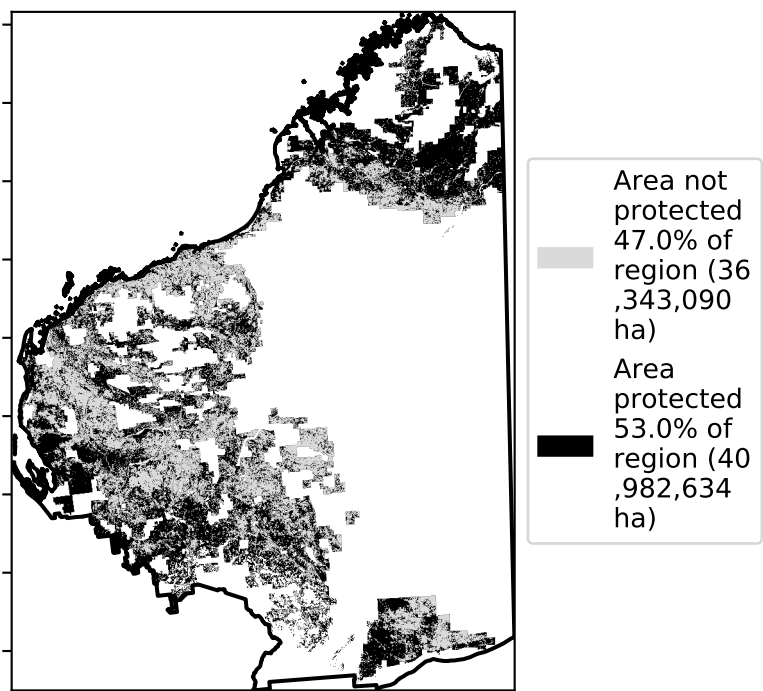 Area not
protected
47.0% of
region (36
,343,090
ha)
Area
protected
53.0% of
region (40
,982,634
ha)